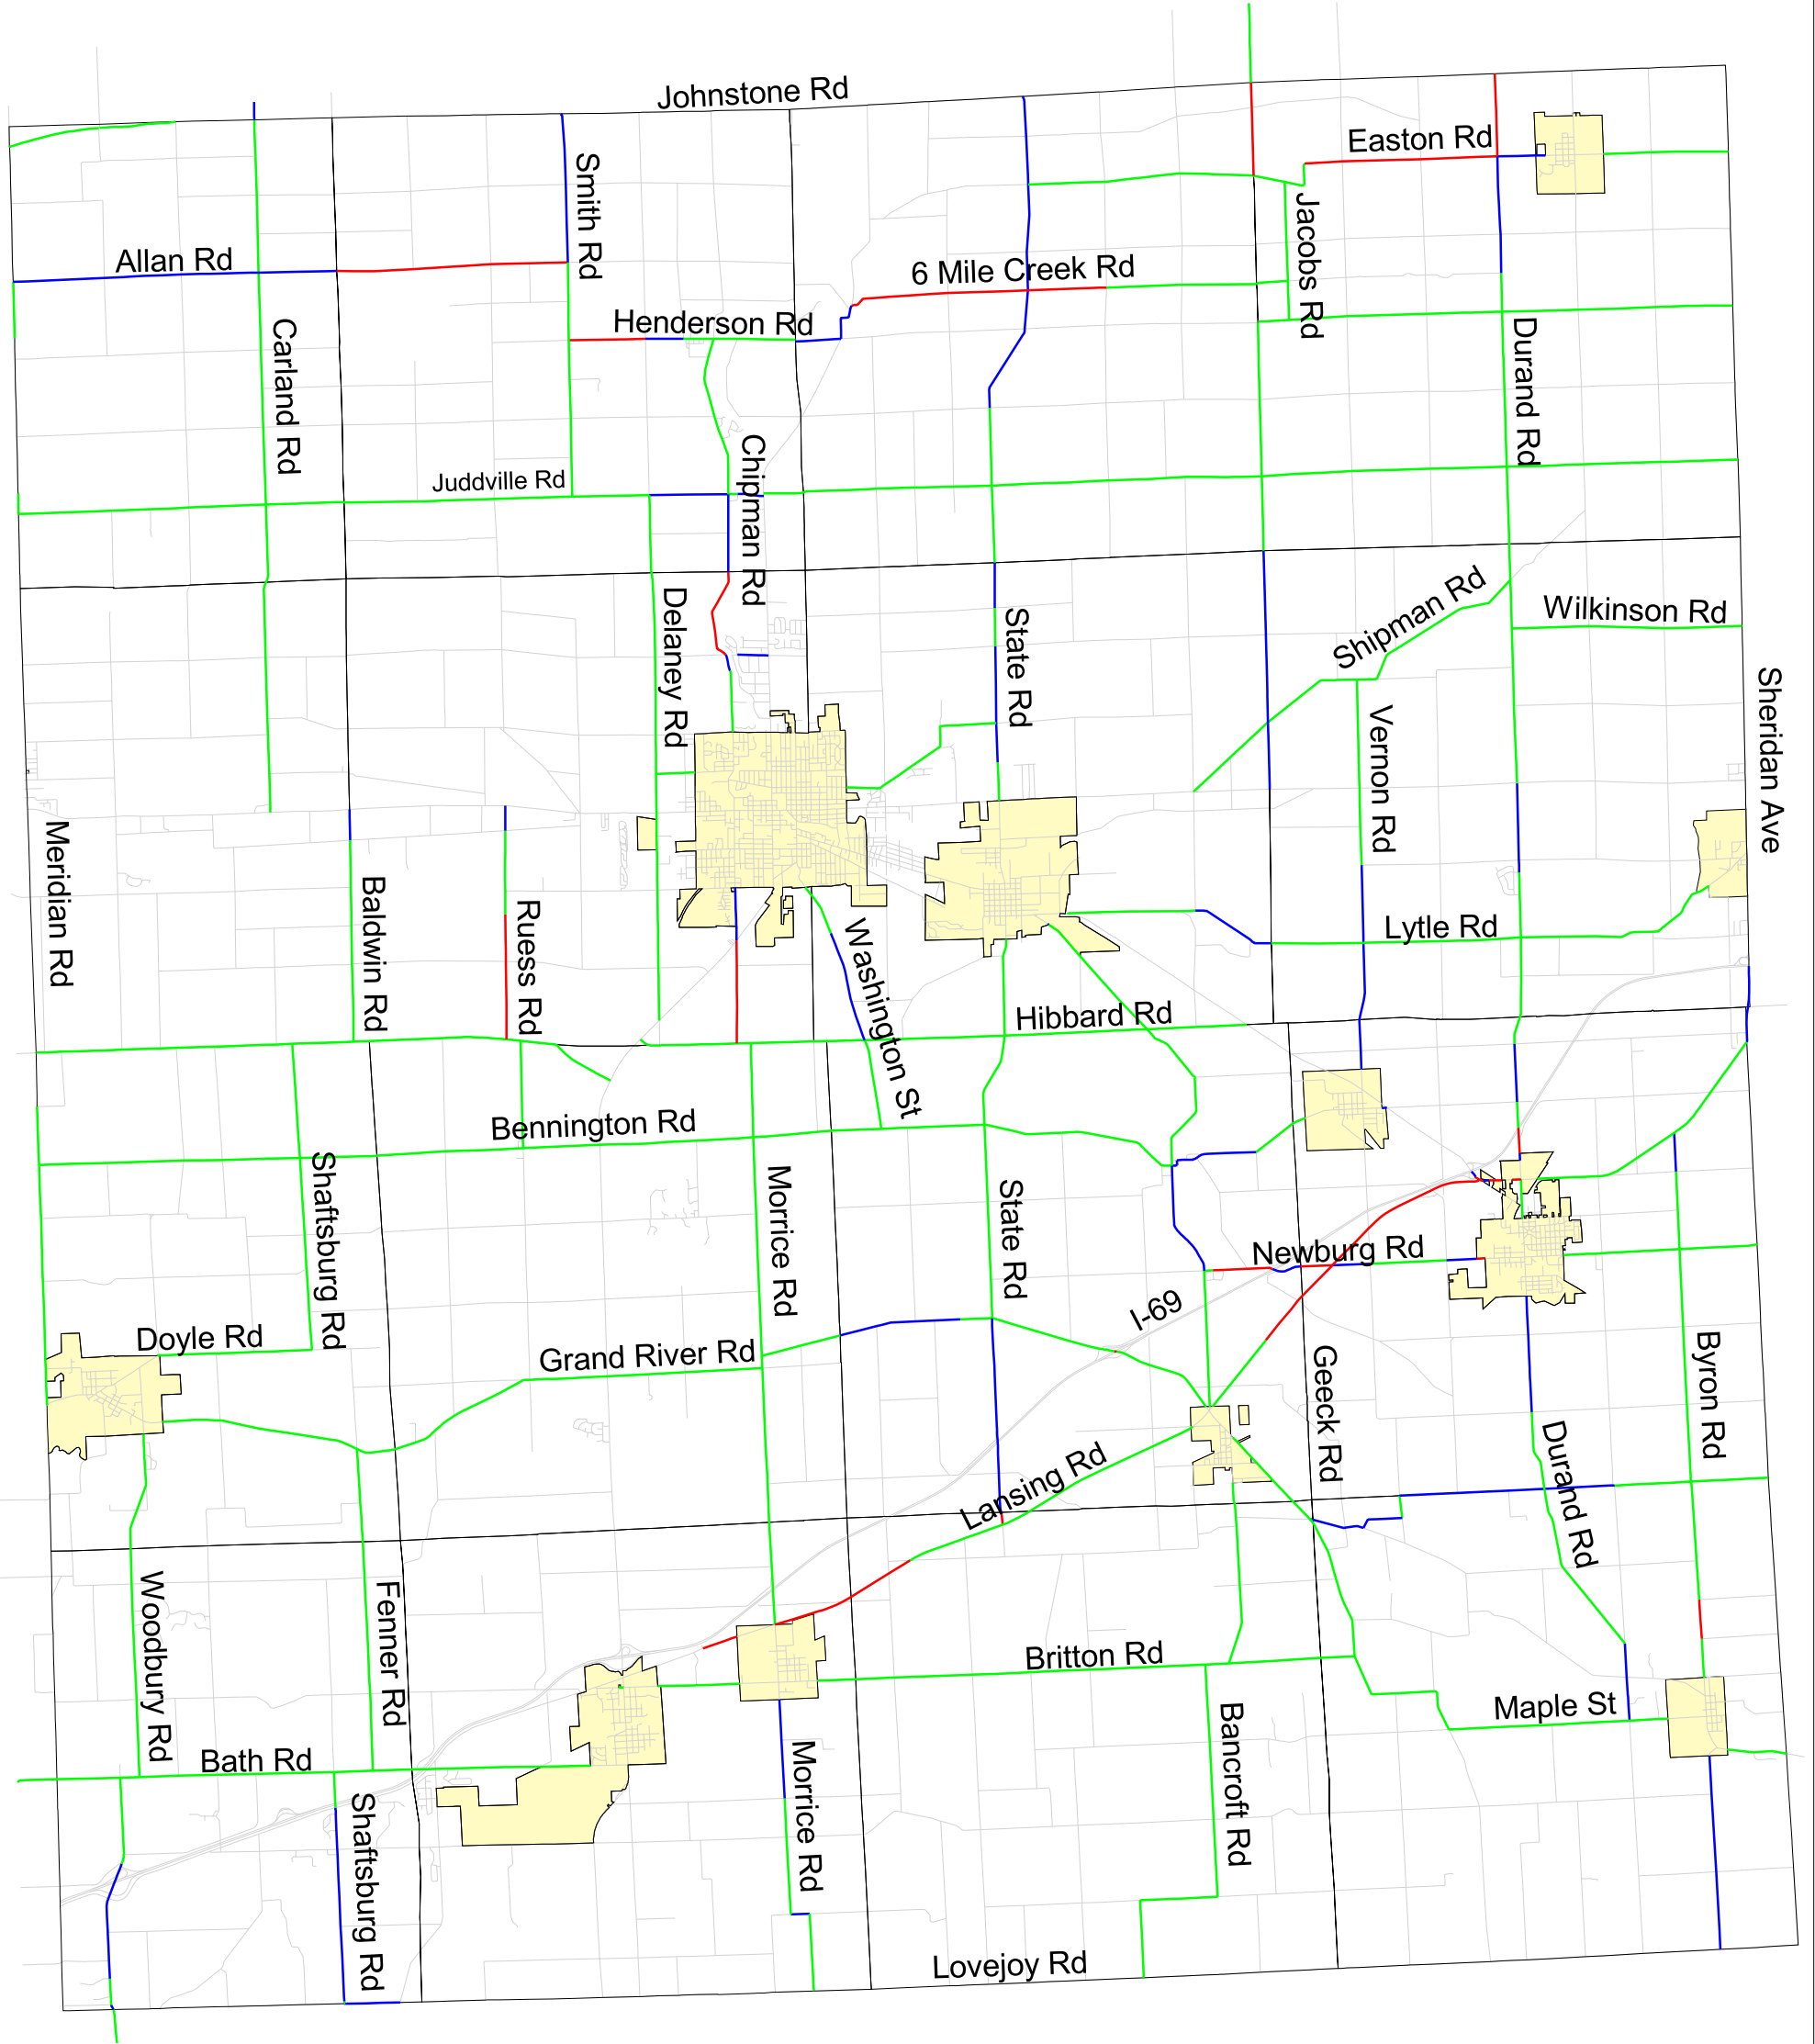 Johnstone Rd
Easton Rd
Smith Rd
Jacobs Rd
Allan Rd
6 Mile Creek Rd
Henderson Rd
Carland Rd
Durand Rd
Chipman Rd
Juddville Rd
Shipman Rd
Wilkinson Rd
Delaney Rd
State Rd
Sheridan Ave
Vernon Rd
Meridian Rd
Baldwin Rd
Ruess Rd
Washington St
Lytle Rd
Hibbard Rd
Bennington Rd
Shaftsburg Rd
Morrice Rd
State Rd
Newburg Rd
I-69
Doyle Rd
Grand River Rd
Geeck Rd
Byron Rd
Lansing Rd
Durand Rd
Woodbury Rd
Fenner Rd
Britton Rd
Maple St
Bath Rd
Bancroft Rd
Morrice Rd
Shaftsburg Rd
Lovejoy Rd